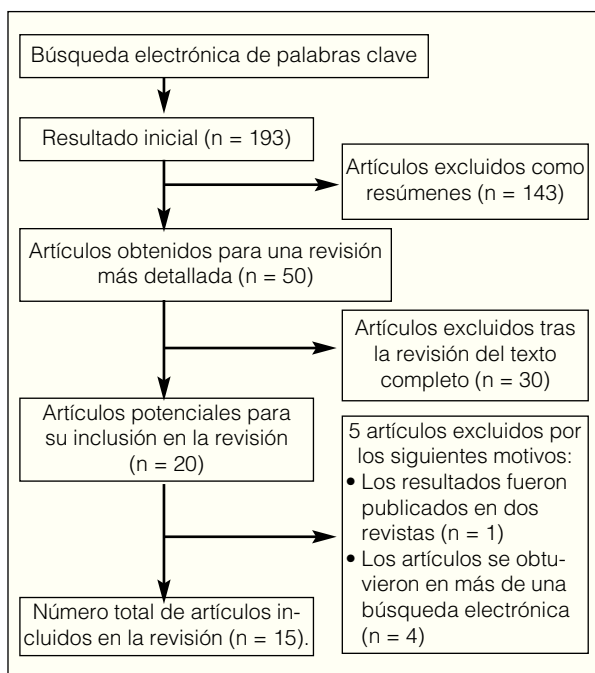 Búsqueda electrónica de palabras clave
Resultado inicial (n = 193)
Artículos excluidos como
resúmenes (n = 143)
Artículos obtenidos para una revisión
más detallada (n = 50)
Artículos excluidos tras
la revisión del texto
completo (n = 30)
Artículos potenciales para
su inclusión en la revisión
(n = 20)
5 artículos excluidos por
los siguientes motivos:
• Los resultados fueron
publicados en dos
revistas (n = 1)
• Los artículos se obtu-
vieron en más de una
búsqueda electrónica
(n = 4)
Número total de artículos in-
cluidos en la revisión (n = 15).